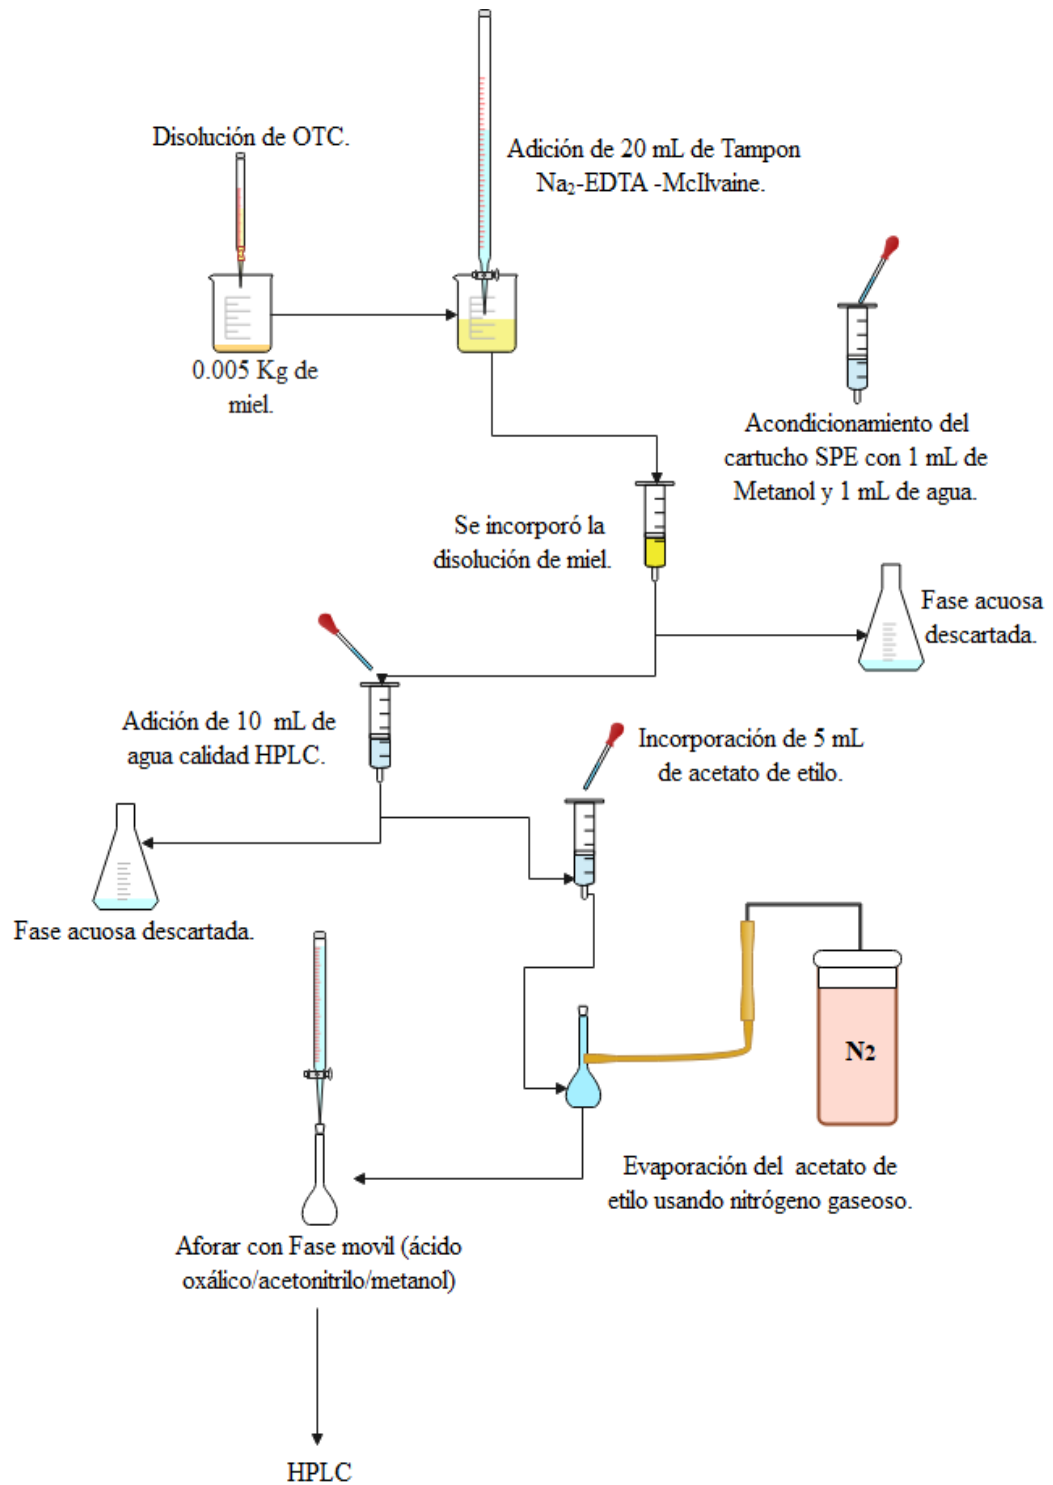 Disolución de OTC.
Adición de 20 mL de Tampon
Na₂-EDTA -McIlvaine.
0.005 Kg de
miel.
Acondicionamiento del
cartucho SPE con 1 mL de
Metanol y 1 mL de agua.
Se incorporó la
disolución de miel.
Fase acuosa
descartada.
Adición de 10 mL de
agua calidad HPLC.
Incorporación de 5 mL
de acetato de etilo.
Fase acuosa descartada.
N2
Evaporación del acetato de
etilo usando nitrógeno gaseoso.
Aforar con Fase movil (ácido
oxálico/acetonitrilo/metanol)
HPLC